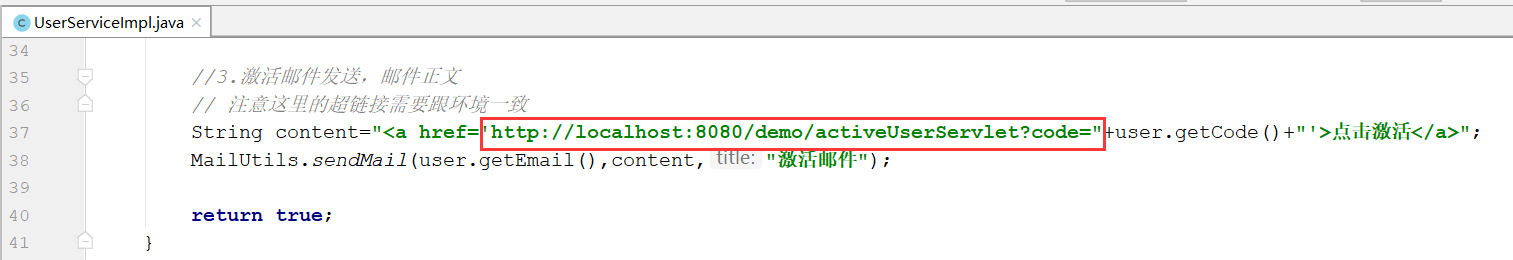 UserServiceImpl.java
34
35 //3.激活邮件发送，邮件正文
36 // 注意这里的超链接需要跟环境一致
37 String content="<a href='http://localhost:8080/demo/activeUserServlet?code="+user.getCode()+"'>点击激活</a>";
38 MailUtils.sendMail(user.getEmail(),content, title: "激活邮件");
39
40 return true;
41 }